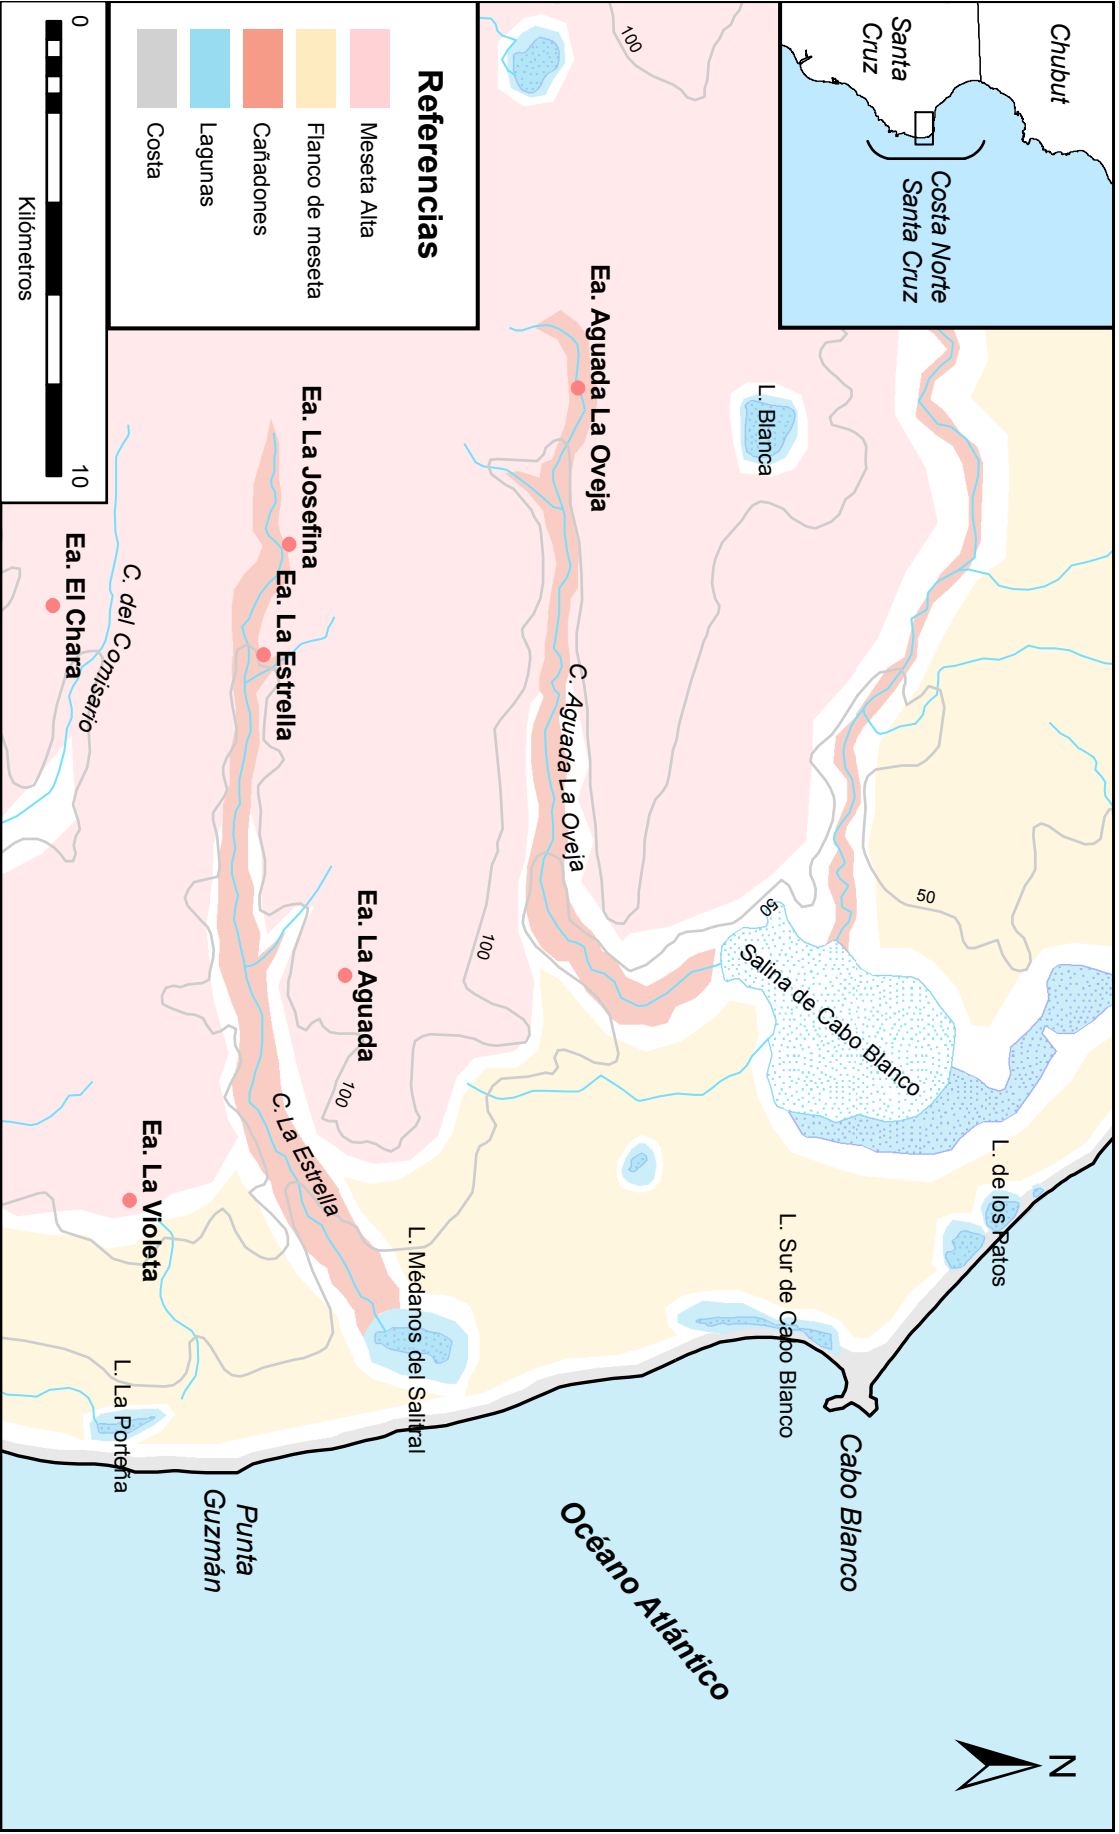 Chubut
Santa
Cruz
Costa Norte
Santa Cruz
N
50
100
L. Blanca
50
Salina de Cabo Blanco
L. de los Patos
L. Sur de Cabo Blanco
Cabo Blanco
Ea. Aguada La Oveja
C. Aguada La Oveja
100
Océano Atlántico
Referencias
Meseta Alta
Flanco de meseta
Cañadones
Lagunas
Costa
Ea. La Aguada
100
L. Médanos del Salitral
Ea. La Josefina
Ea. La Estrella
C. La Estrella
Punta
Guzmán
Ea. La Violeta
L. La Porteña
C. del Comisario
Ea. El Chara
0
10
Kilómetros